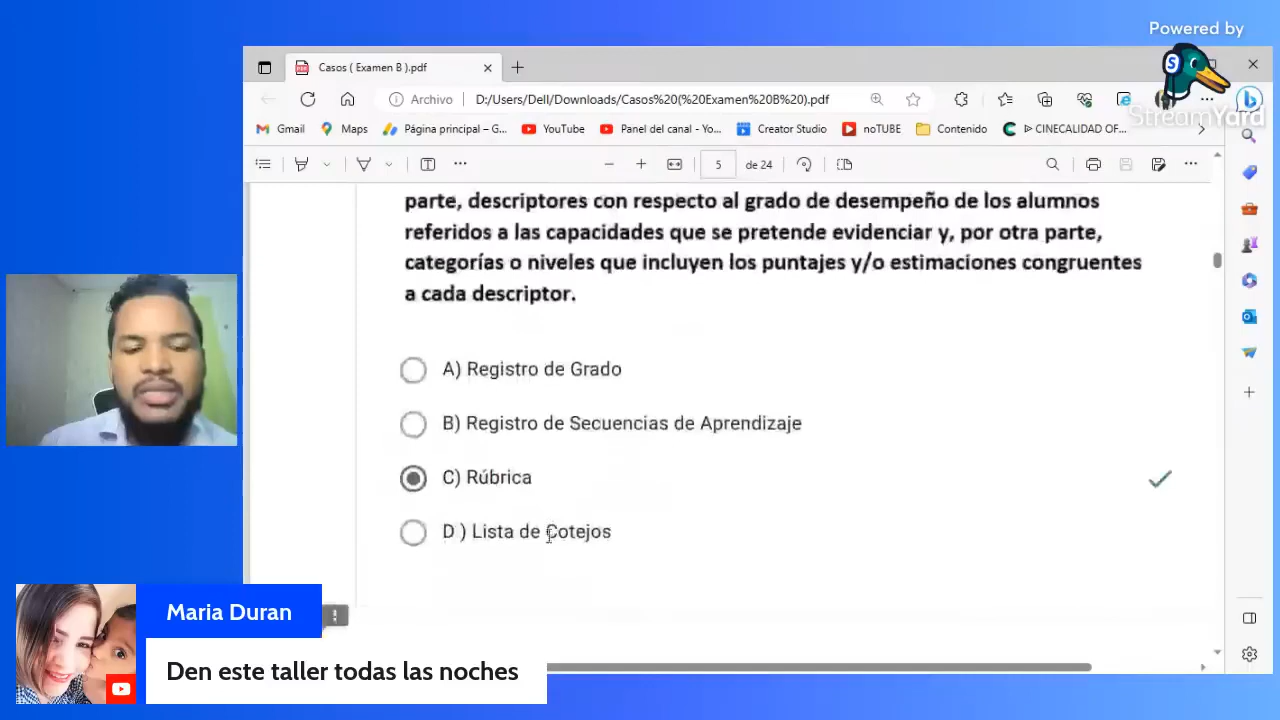 Powered by
StreamYard
Casos ( Examen B ).pdf
Archivo
D:/Users/Dell/Downloads/Casos%20(%20Examen%20B%20).pdf
Gmail
Maps
Página principal – G...
YouTube
Panel del canal - Yo...
Creator Studio
noTUBE
Contenido
▷ CINECALIDAD OF...
5
de 24
parte, descriptores con respecto al grado de desempeño de los alumnos
referidos a las capacidades que se pretende evidenciar y, por otra parte,
categorías o niveles que incluyen los puntajes y/o estimaciones congruentes
a cada descriptor.
A) Registro de Grado
B) Registro de Secuencias de Aprendizaje
C) Rúbrica
D ) Lista de Cotejos
Maria Duran
Den este taller todas las noches